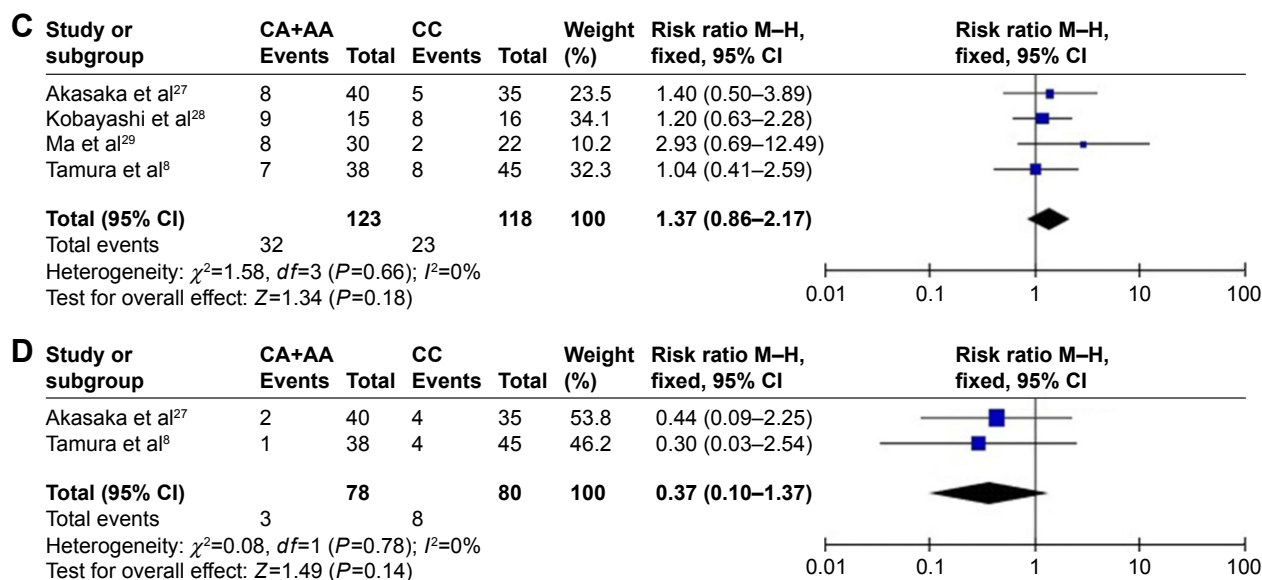 C Study or CA+AA CC Weight Risk ratio M–H, Risk ratio M–H,
subgroup Events Total Events Total (%) fixed, 95% CI fixed, 95% CI
Akasaka et al27 8 40 5 35 23.5 1.40 (0.50–3.89)
Kobayashi et al28 9 15 8 16 34.1 1.20 (0.63–2.28)
Ma et al29 8 30 2 22 10.2 2.93 (0.69–12.49)
Tamura et al8 7 38 8 45 32.3 1.04 (0.41–2.59)
Total (95% CI) 123 118 100 1.37 (0.86–2.17)
Total events 32 23
Heterogeneity: χ2=1.58, df=3 (P=0.66); I2=0%
Test for overall effect: Z=1.34 (P=0.18)
0.01 0.1 1 10 100
D Study or CA+AA CC Weight Risk ratio M–H, Risk ratio M–H,
subgroup Events Total Events Total (%) fixed, 95% CI fixed, 95% CI
Akasaka et al27 2 40 4 35 53.8 0.44 (0.09–2.25)
Tamura et al8 1 38 4 45 46.2 0.30 (0.03–2.54)
Total (95% CI) 78 80 100 0.37 (0.10–1.37)
Total events 3 8
Heterogeneity: χ2=0.08, df=1 (P=0.78); I2=0%
Test for overall effect: Z=1.49 (P=0.14)
0.01 0.1 1 10 100